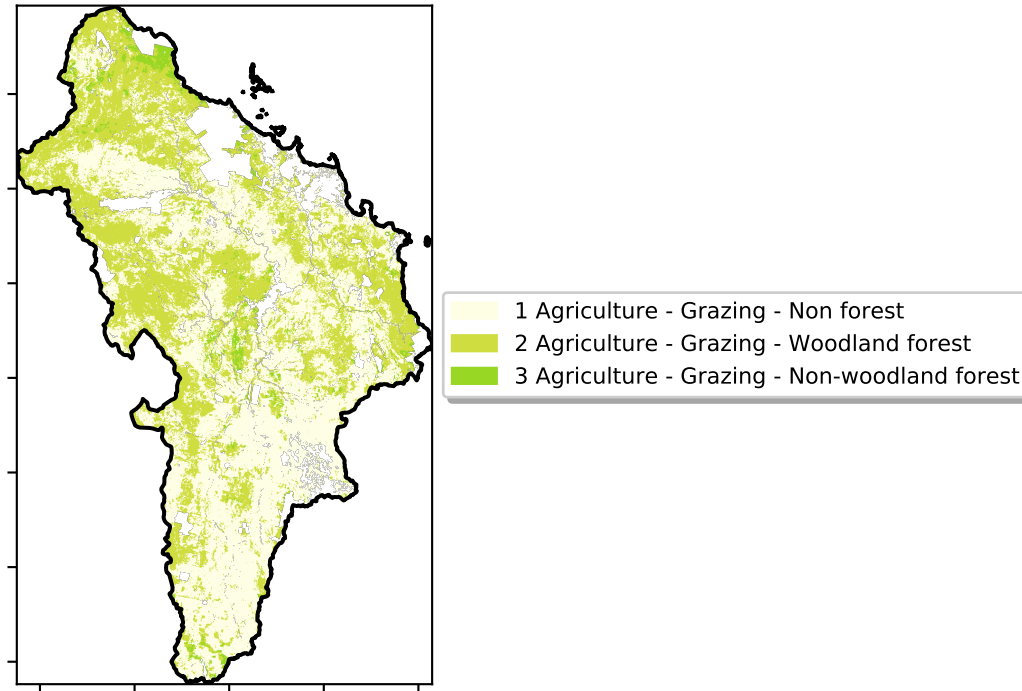 1 Agriculture - Grazing - Non forest
2 Agriculture - Grazing - Woodland forest
3 Agriculture - Grazing - Non-woodland forest